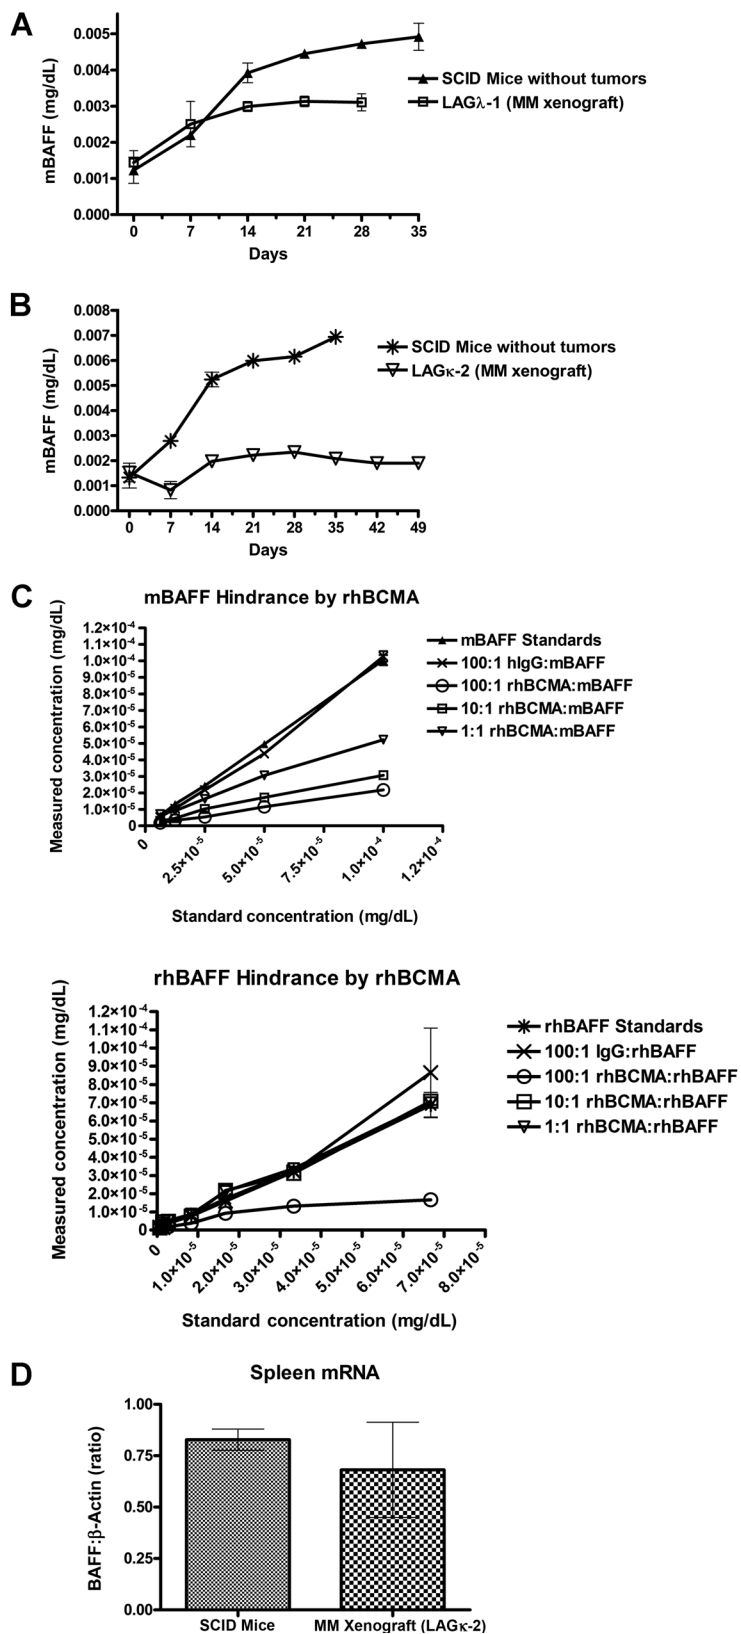 A
mBAFF (mg/dL)
0.005
0.004
0.003
0.002
0.001
0.000
0 7 14 21 28 35
Days
SCID Mice without tumors
LAGλ-1 (MM xenograft)
B
mBAFF (mg/dL)
0.008
0.007
0.006
0.005
0.004
0.003
0.002
0.001
0.000
0 7 14 21 28 35 42 49
Days
SCID Mice without tumors
LAGκ-2 (MM xenograft)
C
mBAFF Hindrance by rhBCMA
Measured concentration (mg/dL)
1.2×10⁻⁴
1.1×10⁻⁴
1.0×10⁻⁴
9.0×10⁻⁵
8.0×10⁻⁵
7.0×10⁻⁵
6.0×10⁻⁵
5.0×10⁻⁵
4.0×10⁻⁵
3.0×10⁻⁵
2.0×10⁻⁵
1.0×10⁻⁵
0
0 2.5×10⁻⁵ 5.0×10⁻⁵ 7.5×10⁻⁵ 1.0×10⁻⁴ 1.2×10⁻⁴
Standard concentration (mg/dL)
mBAFF Standards
100:1 hIgG:mBAFF
100:1 rhBCMA:mBAFF
10:1 rhBCMA:mBAFF
1:1 rhBCMA:mBAFF
rhBAFF Hindrance by rhBCMA
Measured concentration (mg/dL)
1.2×10⁻⁴
1.1×10⁻⁴
1.0×10⁻⁴
9.0×10⁻⁵
8.0×10⁻⁵
7.0×10⁻⁵
6.0×10⁻⁵
5.0×10⁻⁵
4.0×10⁻⁵
3.0×10⁻⁵
2.0×10⁻⁵
1.0×10⁻⁵
0
0 1.0×10⁻⁵ 2.0×10⁻⁵ 3.0×10⁻⁵ 4.0×10⁻⁵ 5.0×10⁻⁵ 6.0×10⁻⁵ 7.0×10⁻⁵ 8.0×10⁻⁵
Standard concentration (mg/dL)
rhBAFF Standards
100:1 IgG:rhBAFF
100:1 rhBCMA:rhBAFF
10:1 rhBCMA:rhBAFF
1:1 rhBCMA:rhBAFF
D
Spleen mRNA
BAFF:β-Actin (ratio)
1.00
0.75
0.50
0.25
0.00
SCID Mice MM Xenograft (LAGκ-2)